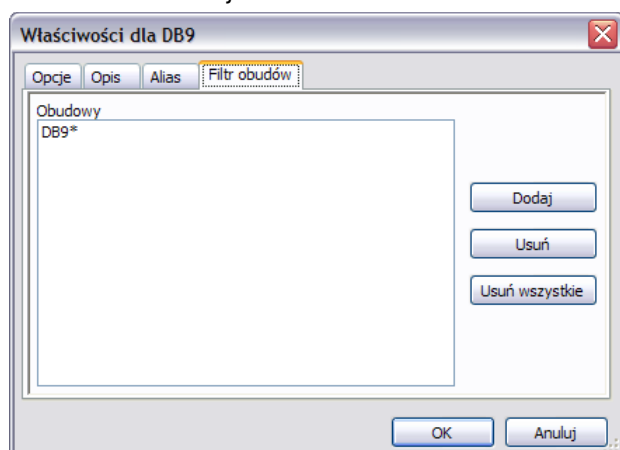 Właściwości dla DB9
Opcje Opis Alias Filtr obudów
Obudowy
DB9*
Dodaj
Usuń
Usuń wszystkie
OK Anuluj